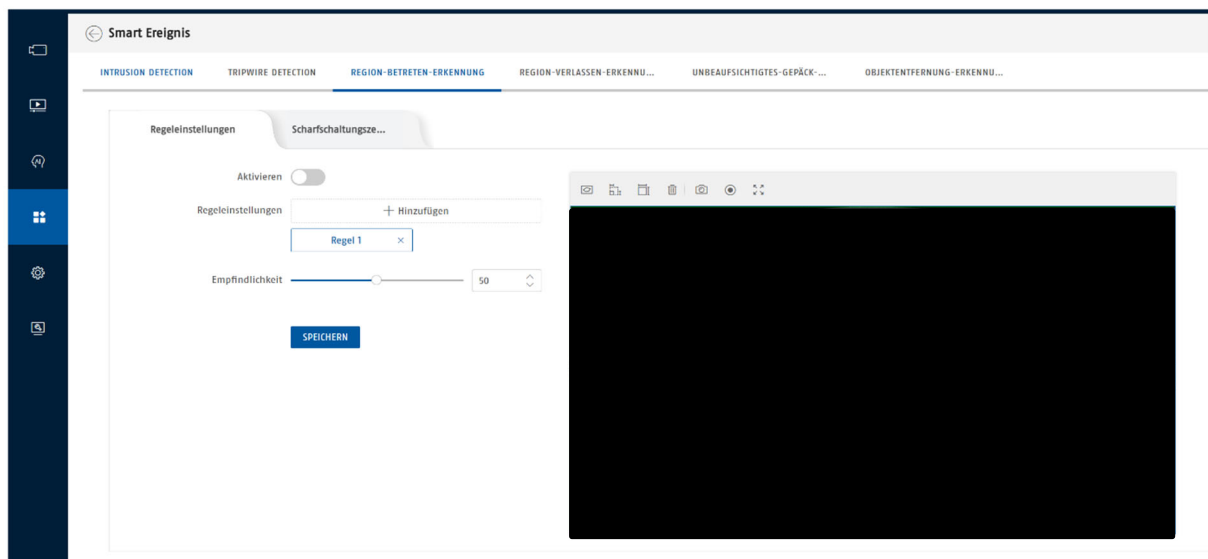 Smart Ereignis
INTRUSION DETECTION TRIPWIRE DETECTION REGION-BETRETEN-ERKENNUNG REGION-VERLASSEN-ERKENNU... UNBEAUFSICHTIGTES-GEPÄCK-... OBJEKTENTFERNUNG-ERKENNU...
Regeleinstellungen Scharfschaltungsze...
Aktivieren
Regeleinstellungen + Hinzufügen
Regel 1 ×
Empfindlichkeit 50
SPEICHERN